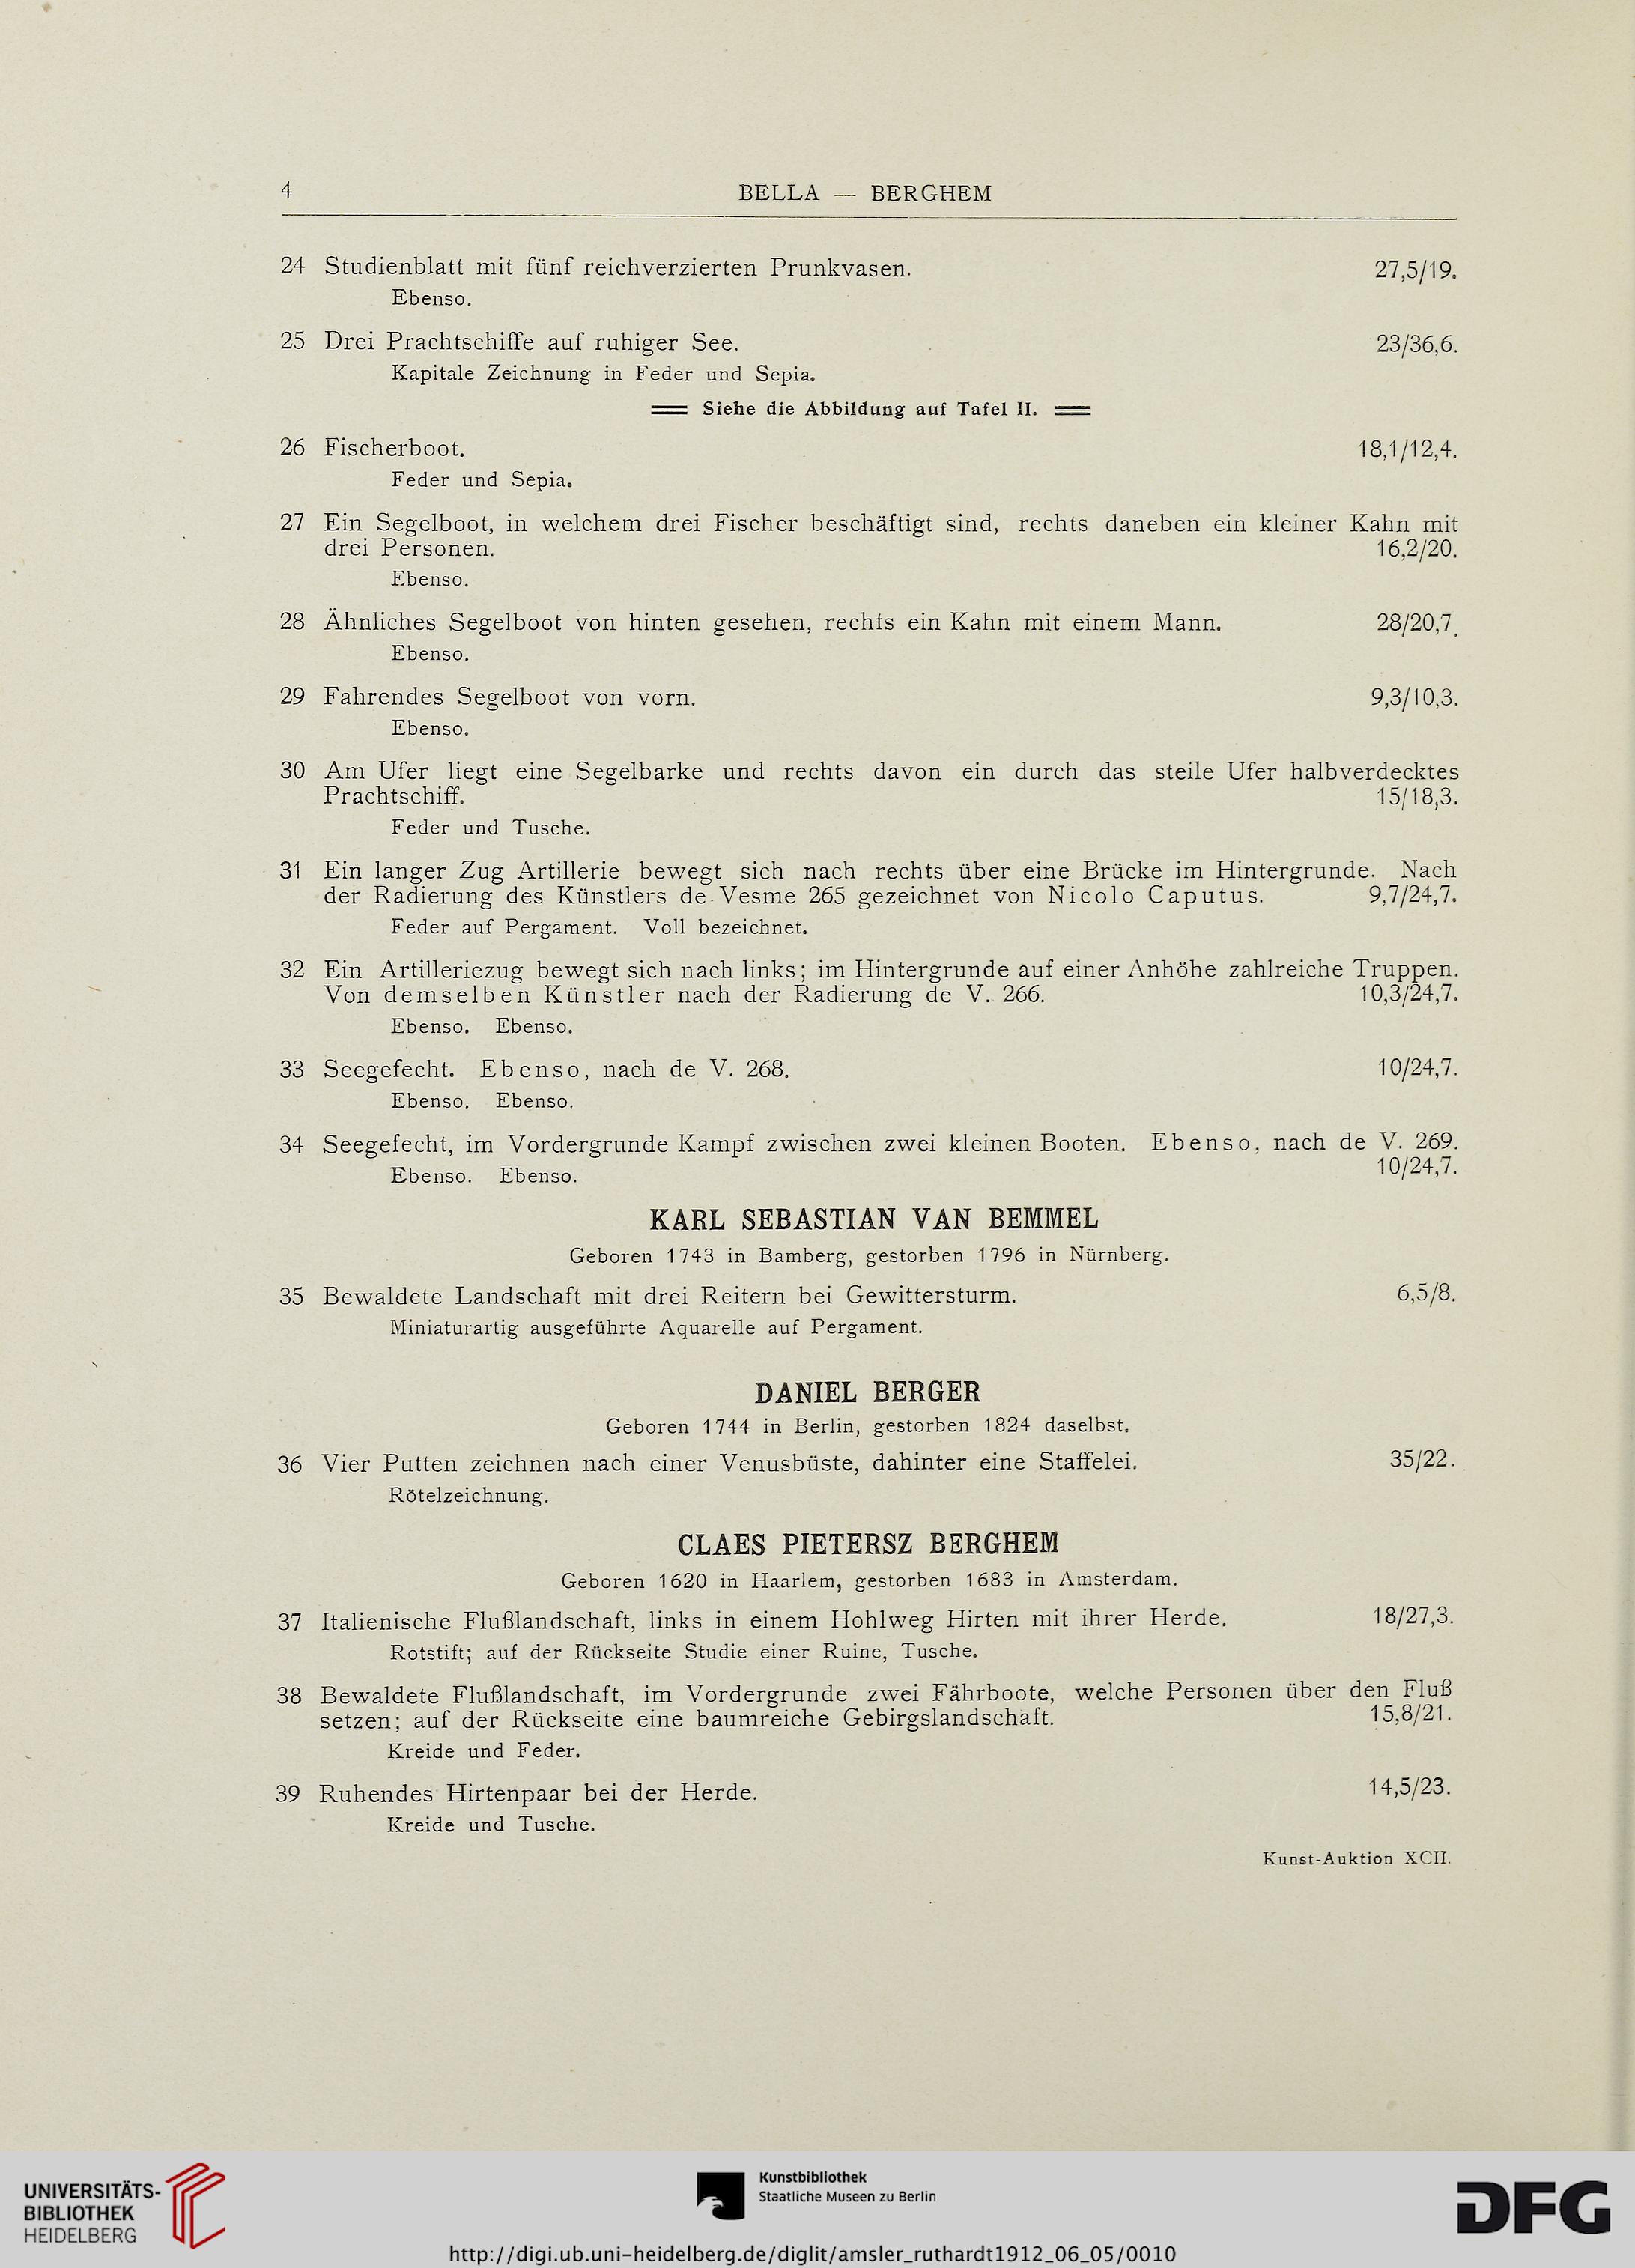 4 BELLA — BERGHEM
24 Studienblatt mit fünf reichverzierten Prunkvasen. 27,5/19.
Ebenso.
25 Drei Prachtschiffe auf ruhiger See. 23/36,6.
Kapitale Zeichnung in Feder und Sepia.
Siehe die Abbildung auf Tafel II.
26 Fischerboot. 18,1/12,4.
Feder und Sepia.
27 Ein Segelboot, in welchem drei Fischer beschäftigt sind, rechts daneben ein kleiner Kahn mit
drei Personen. 16,2/20.
Ebenso.
28 Ähnliches Segelboot von hinten gesehen, rechts ein Kahn mit einem Mann. 28/20,7.
Ebenso.
29 Fahrendes Segelboot von vorn. 9,3/10,3.
Ebenso.
30 Am Ufer liegt eine Segelbarke und rechts davon ein durch das steile Ufer halbverdecktes
Prachtschiff. 15/18,3.
Feder und Tusche.
31 Ein langer Zug Artillerie bewegt sich nach rechts über eine Brücke im Hintergrunde. Nach
der Radierung des Künstlers de Vesme 265 gezeichnet von Nicolo Caputus. 9,7/24,7.
Feder auf Pergament. Voll bezeichnet.
32 Ein Artilleriezug bewegt sich nach links; im Hintergrunde auf einer Anhöhe zahlreiche Truppen.
Von demselben Künstler nach der Radierung de V. 266. 10,3/24,7.
Ebenso. Ebenso.
33 Seegefecht. Ebenso, nach de V. 268. 10/24,7.
Ebenso. Ebenso.
34 Seegefecht, im Vordergrunde Kampf zwischen zwei kleinen Booten. Ebenso, nach de V. 269.
Ebenso. Ebenso. 10/24,7.
KARL SEBASTIAN VAN BEMMEL
Geboren 1743 in Bamberg, gestorben 1796 in Nürnberg.
35 Bewaldete Landschaft mit drei Reitern bei Gewittersturm. 6,5/8.
Miniaturartig ausgeführte Aquarelle auf Pergament.
DANIEL BERGER
Geboren 1744 in Berlin, gestorben 1824 daselbst.
36 Vier Putten zeichnen nach einer Venusbüste, dahinter eine Staffelei. 35/22.
Rötelzeichnung.
CLAES PIETERSZ BERGHEM
Geboren 1620 in Haarlem, gestorben 1683 in Amsterdam.
37 Italienische Flußlandschaft, links in einem Hohlweg Hirten mit ihrer Herde. 18/27,3.
Rotstift; auf der Rückseite Studie einer Ruine, Tusche.
38 Bewaldete Flußlandschaft, im Vordergrunde zwei Fährboote, welche Personen über den Fluß
setzen; auf der Rückseite eine baumreiche Gebirgslandschaft. 15,8/21.
Kreide und Feder.
39 Ruhendes Hirtenpaar bei der Herde. 14,5/23.
Kreide und Tusche.
Kunst-Auktion XCII.
UNIVERSITÄTS-
BIBLIOTHEK
HEIDELBERG
Kunstbibliothek
Staatliche Museen zu Berlin
DFG
http://digi.ub.uni-heidelberg.de/diglit/amsler_ruthardt1912_06_05/0010